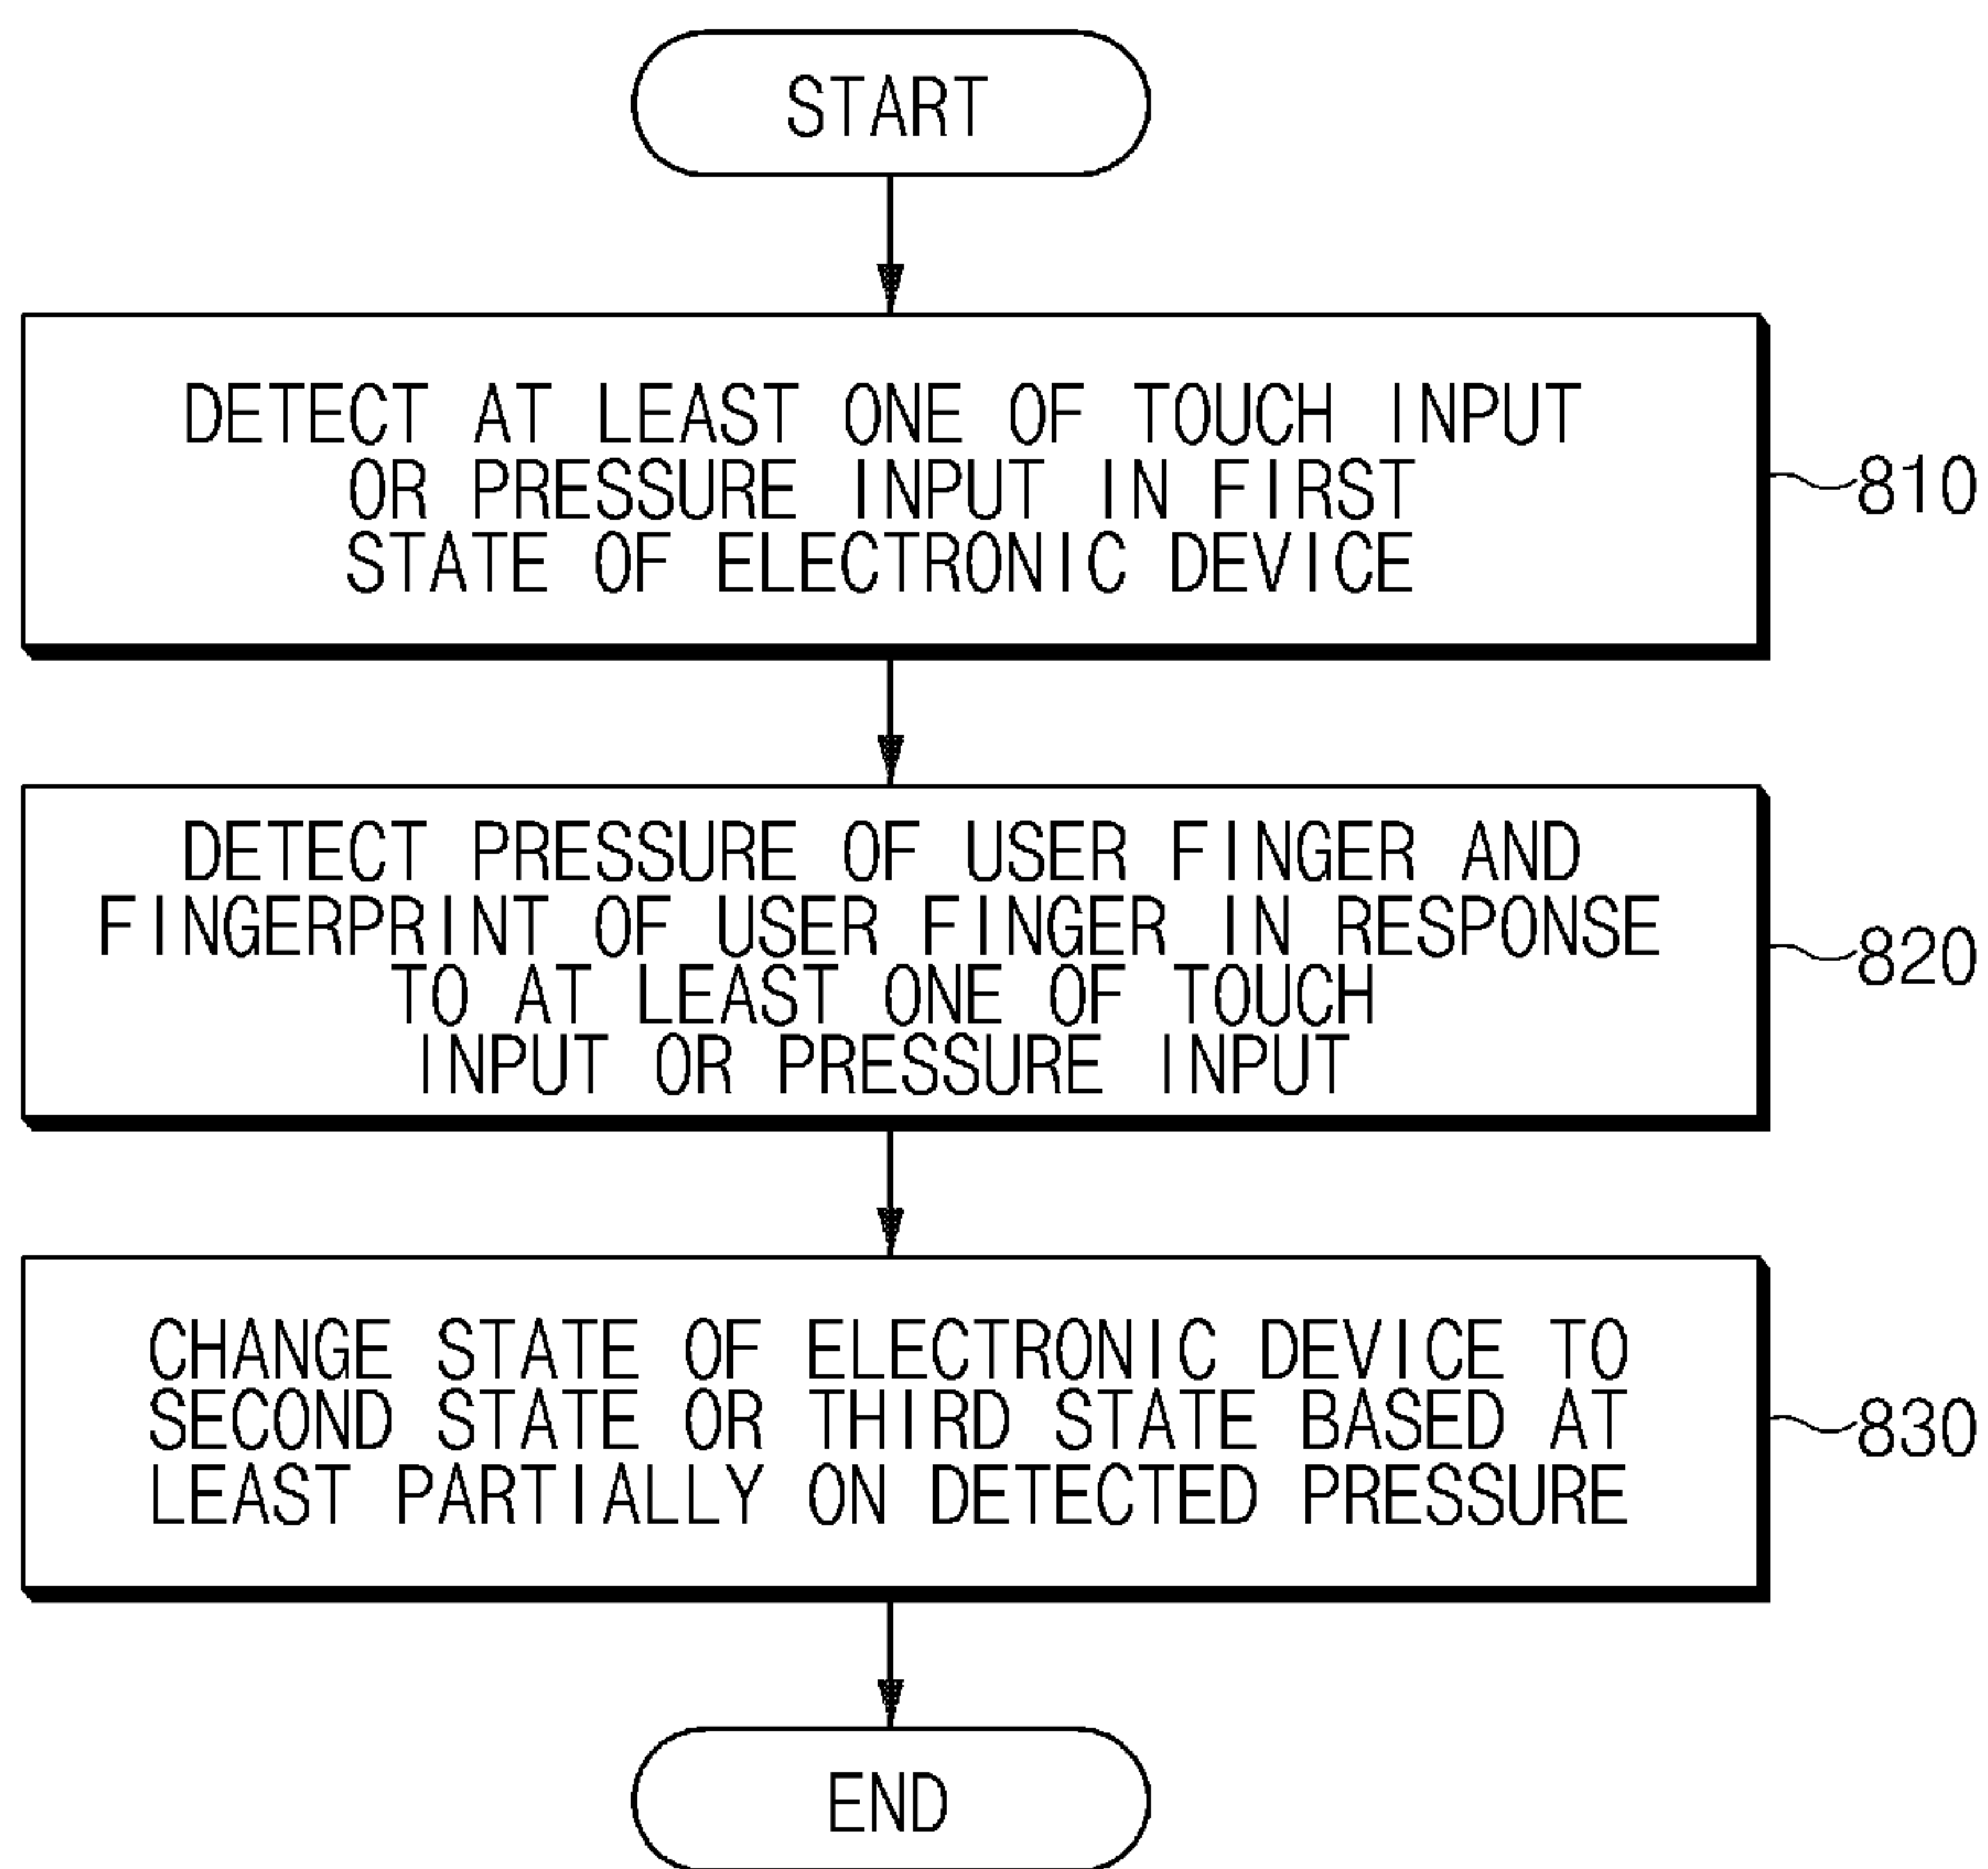 START
DETECT AT LEAST ONE OF TOUCH INPUT
OR PRESSURE INPUT IN FIRST
STATE OF ELECTRONIC DEVICE
810
DETECT PRESSURE OF USER FINGER AND
FINGERPRINT OF USER FINGER IN RESPONSE
TO AT LEAST ONE OF TOUCH
INPUT OR PRESSURE INPUT
820
CHANGE STATE OF ELECTRONIC DEVICE TO
SECOND STATE OR THIRD STATE BASED AT
LEAST PARTIALLY ON DETECTED PRESSURE
830
END